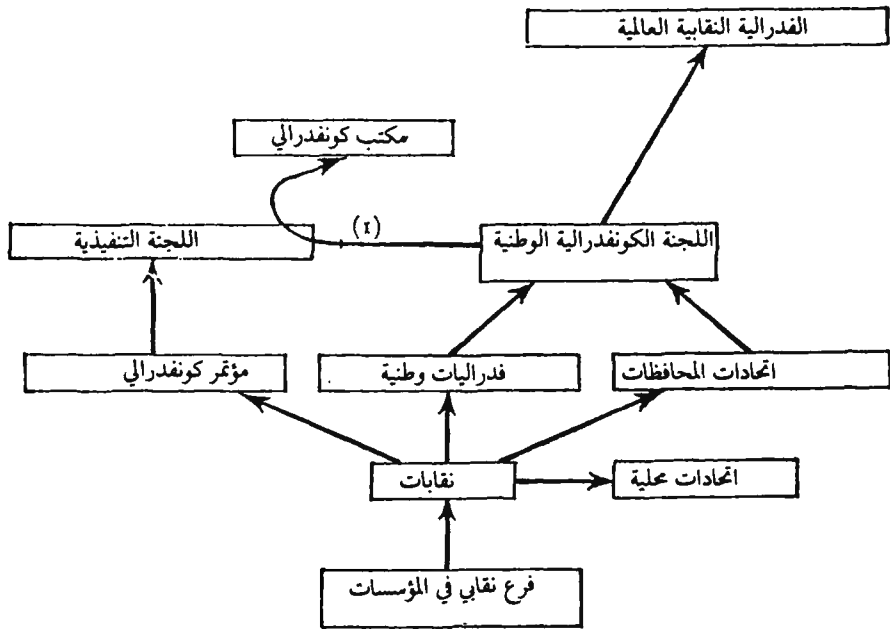 الفدرالية النقابية العالمية
مكتب كونفدرالي
اللجنة الكونفدرالية الوطنية
(١)
اللجنة التنفيذية
اتحادات المحافظات
فدراليات وطنية
مؤتمر كونفدرالي
اتحادات محلية
نقابات
فرع نقابي في المؤسسات